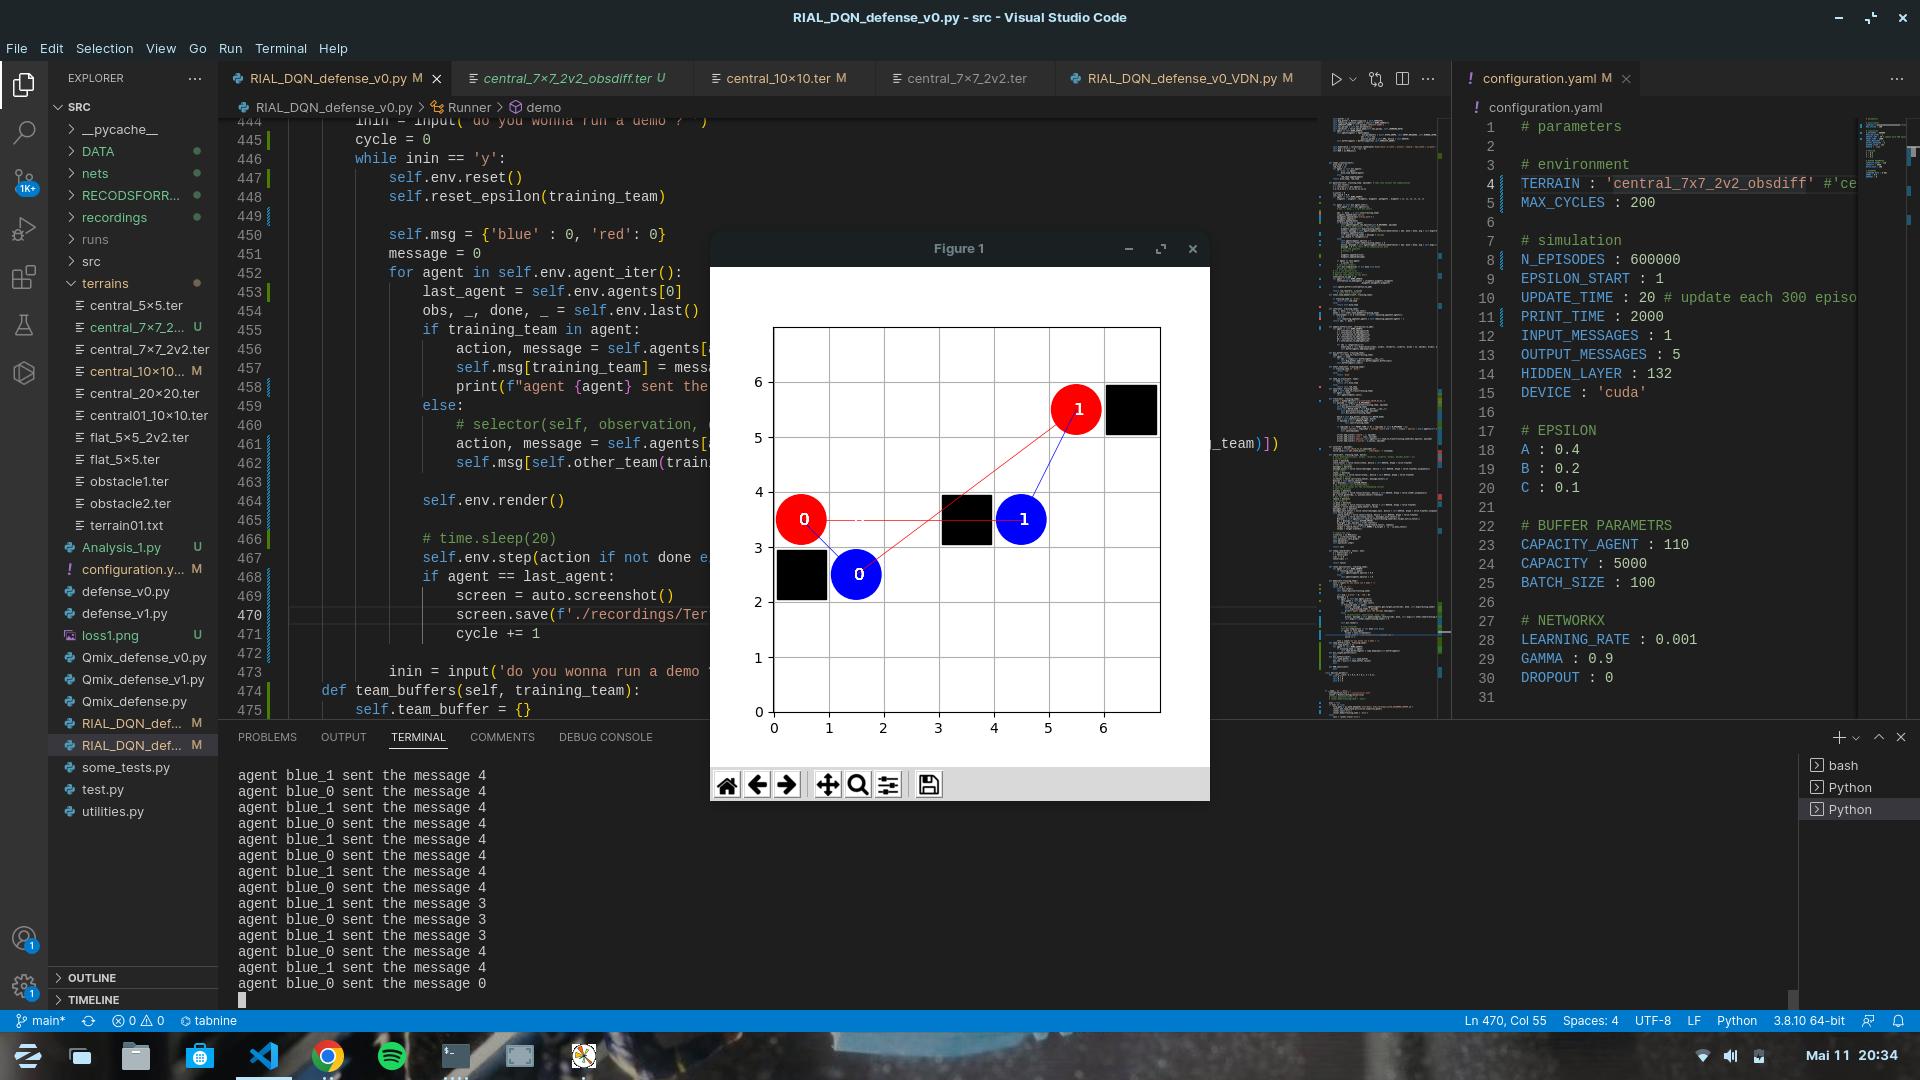 RIAL_DQN_defense_v0.py - src - Visual Studio Code
File Edit Selection View Go Run Terminal Help
EXPLORER
SRC
__pycache__
DATA
nets
RECODSFORR...
recordings
runs
src
terrains
central_5×5.ter
central_7×7_2... U
central_7×7_2v2.ter
central_10×10... M
central_20×20.ter
central01_10×10.ter
flat_5×5_2v2.ter
flat_5×5.ter
obstacle1.ter
obstacle2.ter
terrain01.txt
Analysis_1.py U
configuration.y... M
defense_v0.py
defense_v1.py
loss1.png U
Qmix_defense_v0.py
Qmix_defense_v1.py
Qmix_defense.py
RIAL_DQN_def... M
RIAL_DQN_def... M
some_tests.py
test.py
utilities.py
OUTLINE
TIMELINE
1K+
1
1
RIAL_DQN_defense_v0.py M
central_7×7_2v2_obsdiff.ter U
central_10×10.ter M
central_7×7_2v2.ter
RIAL_DQN_defense_v0_VDN.py M
RIAL_DQN_defense_v0.py > Runner > demo
444 inin = input('do you wonna run a demo ? ')
445 cycle = 0
446 while inin == 'y':
447 self.env.reset()
448 self.reset_epsilon(training_team)
449
450 self.msg = {'blue' : 0, 'red': 0}
451 message = 0
452 for agent in self.env.agent_iter():
453 last_agent = self.env.agents[0]
454 obs, _, done, _ = self.env.last()
455 if training_team in agent:
456 action, message = self.agents[
457 self.msg[training_team] = mess
458 print(f"agent {agent} sent the
459 else:
460 # selector(self, observation,
461 action, message = self.agents[ _team)])
462 self.msg[self.other_team(train
463
464 self.env.render()
465
466 # time.sleep(20)
467 self.env.step(action if not done e
468 if agent == last_agent:
469 screen = auto.screenshot()
470 screen.save(f'./recordings/Ter
471 cycle += 1
472
473 inin = input('do you wonna run a demo
474 def team_buffers(self, training_team):
475 self.team_buffer = {}
Figure 1
6
5
4
3
2
1
0
0 1 2 3 4 5 6
1
0
1
0
configuration.yaml M
configuration.yaml
1 # parameters
2
3 # environment
4 TERRAIN : 'central_7x7_2v2_obsdiff' #'ce
5 MAX_CYCLES : 200
6
7 # simulation
8 N_EPISODES : 600000
9 EPSILON_START : 1
10 UPDATE_TIME : 20 # update each 300 episo
11 PRINT_TIME : 2000
12 INPUT_MESSAGES : 1
13 OUTPUT_MESSAGES : 5
14 HIDDEN_LAYER : 132
15 DEVICE : 'cuda'
16
17 # EPSILON
18 A : 0.4
19 B : 0.2
20 C : 0.1
21
22 # BUFFER PARAMETRS
23 CAPACITY_AGENT : 110
24 CAPACITY : 5000
25 BATCH_SIZE : 100
26
27 # NETWORKX
28 LEARNING_RATE : 0.001
29 GAMMA : 0.9
30 DROPOUT : 0
31
PROBLEMS OUTPUT TERMINAL COMMENTS DEBUG CONSOLE
agent blue_1 sent the message 4
agent blue_0 sent the message 4
agent blue_1 sent the message 4
agent blue_0 sent the message 4
agent blue_1 sent the message 4
agent blue_0 sent the message 4
agent blue_1 sent the message 4
agent blue_0 sent the message 4
agent blue_1 sent the message 3
agent blue_0 sent the message 3
agent blue_1 sent the message 3
agent blue_0 sent the message 4
agent blue_1 sent the message 4
agent blue_0 sent the message 0
bash
Python
Python
main* 0 0 tabnine
Ln 470, Col 55 Spaces: 4 UTF-8 LF Python 3.8.10 64-bit
Mai 11 20:34